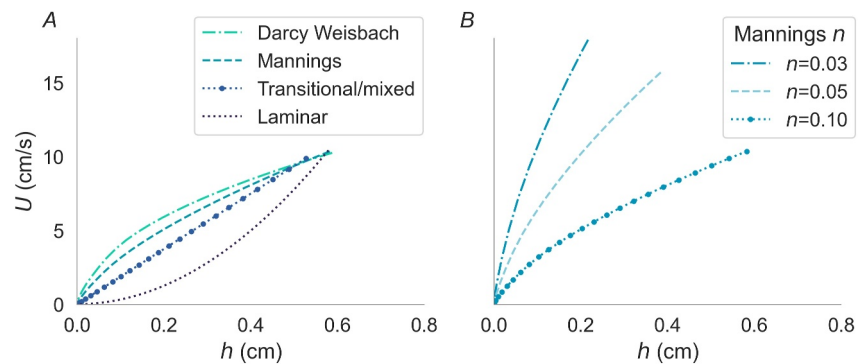 A
Darcy Weisbach
Mannings
Transitional/mixed
Laminar
15
10
5
0
U (cm/s)
0.0 0.2 0.4 0.6 0.8
h (cm)
B
Mannings n
n=0.03
n=0.05
n=0.10
0.0 0.2 0.4 0.6 0.8
h (cm)